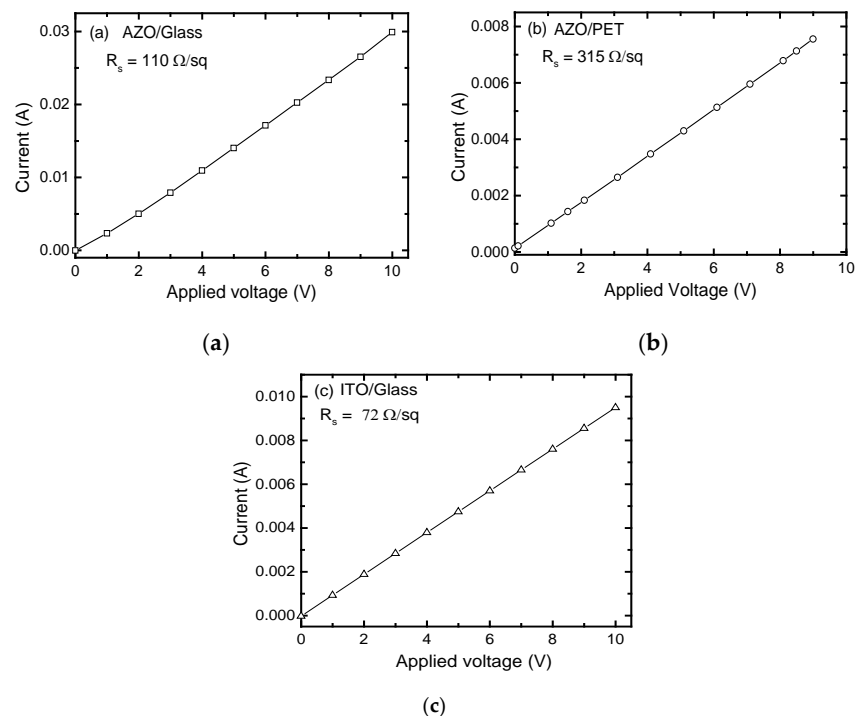 (a) AZO/Glass
R_s = 110 Ω/sq
0.03
0.02
0.01
0.00
Current (A)
0 2 4 6 8 10
Applied voltage (V)
(a)
(b) AZO/PET
R_s = 315 Ω/sq
0.008
0.006
0.004
0.002
0.000
Current (A)
0 2 4 6 8 10
Applied Voltage (V)
(b)
(c) ITO/Glass
R_s = 72 Ω/sq
0.010
0.008
0.006
0.004
0.002
0.000
Current (A)
0 2 4 6 8 10
Applied voltage (V)
(c)